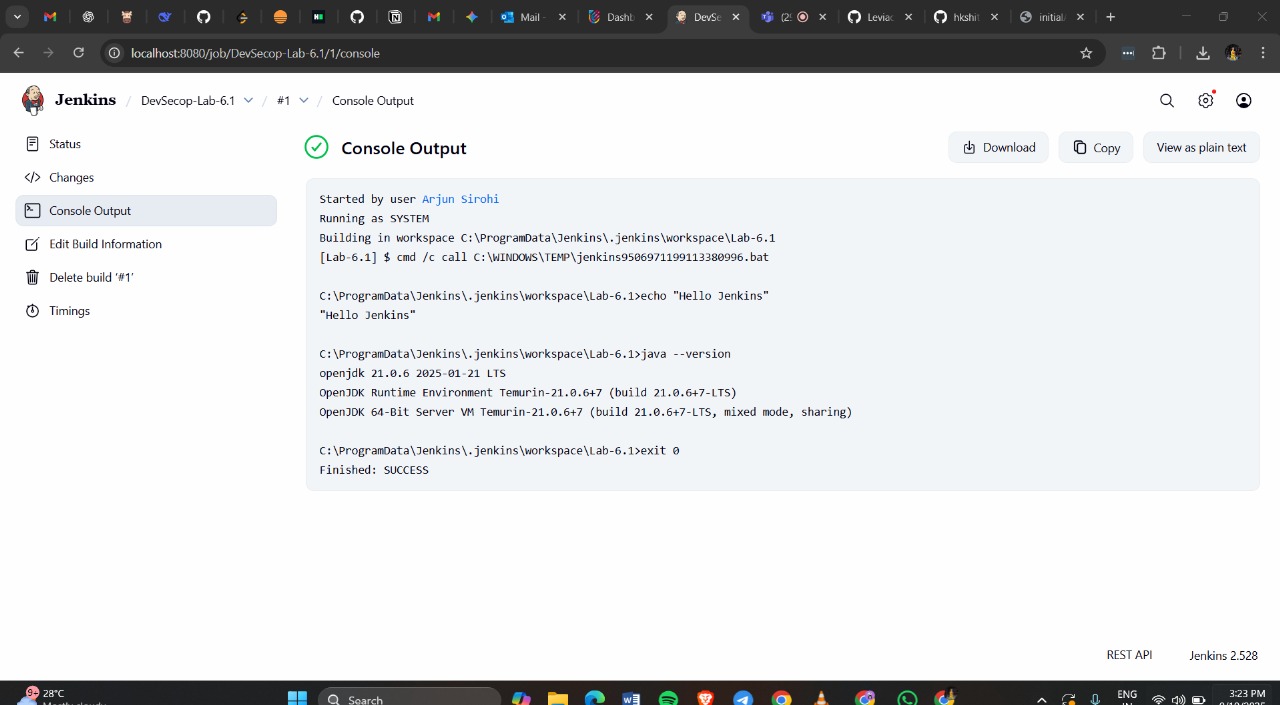 Mail
Dashb
DevSe
(25
Leviac
hkshit
initial/
localhost:8080/job/DevSecop-Lab-6.1/1/console
Jenkins / DevSecop-Lab-6.1 / #1 / Console Output
Status
Changes
Console Output
Edit Build Information
Delete build '#1'
Timings
Console Output
Download
Copy
View as plain text
Started by user Arjun Sirohi
Running as SYSTEM
Building in workspace C:\ProgramData\Jenkins\.jenkins\workspace\Lab-6.1
[Lab-6.1] $ cmd /c call C:\WINDOWS\TEMP\jenkins9506971199113380996.bat
C:\ProgramData\Jenkins\.jenkins\workspace\Lab-6.1>echo "Hello Jenkins"
"Hello Jenkins"
C:\ProgramData\Jenkins\.jenkins\workspace\Lab-6.1>java --version
openjdk 21.0.6 2025-01-21 LTS
OpenJDK Runtime Environment Temurin-21.0.6+7 (build 21.0.6+7-LTS)
OpenJDK 64-Bit Server VM Temurin-21.0.6+7 (build 21.0.6+7-LTS, mixed mode, sharing)
C:\ProgramData\Jenkins\.jenkins\workspace\Lab-6.1>exit 0
Finished: SUCCESS
REST API
Jenkins 2.528
9+
28°C
Mostly cloudy
Search
ENG
IN
3:23 PM